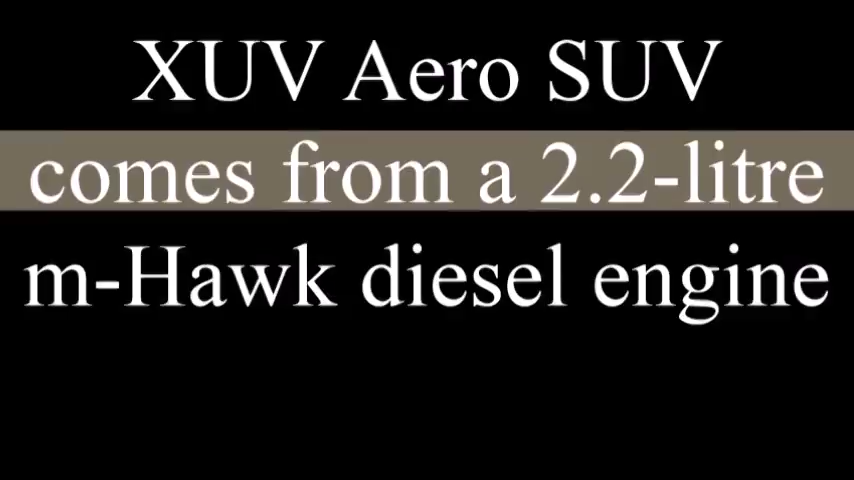 XUV Aero SUV
comes from a 2.2-litre
m-Hawk diesel engine